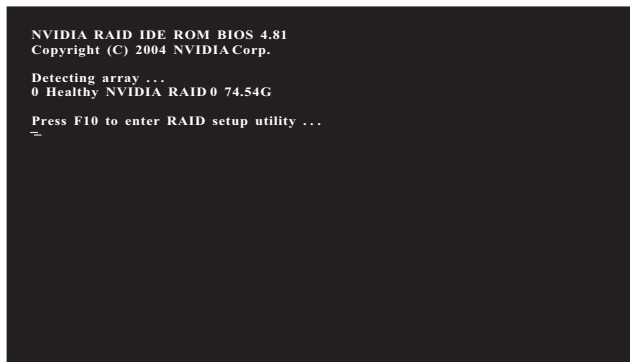 NVIDIA RAID IDE ROM BIOS 4.81
Copyright (C) 2004 NVIDIA Corp.
Detecting array ...
0 Healthy NVIDIA RAID 0 74.54G
Press F10 to enter RAID setup utility ...